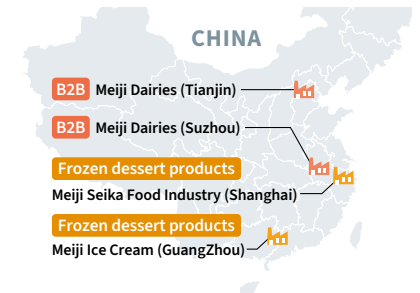 CHINA
B2B Meiji Dairies (Tianjin)
B2B Meiji Dairies (Suzhou)
Frozen dessert products
Meiji Seika Food Industry (Shanghai)
Frozen dessert products
Meiji Ice Cream (GuangZhou)